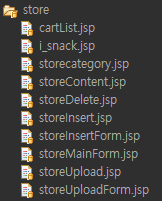 store
cartList.jsp
i_snack.jsp
storecategory.jsp
storeContent.jsp
storeDelete.jsp
storeInsert.jsp
storeInsertForm.jsp
storeMainForm.jsp
storeUpload.jsp
storeUploadForm.jsp